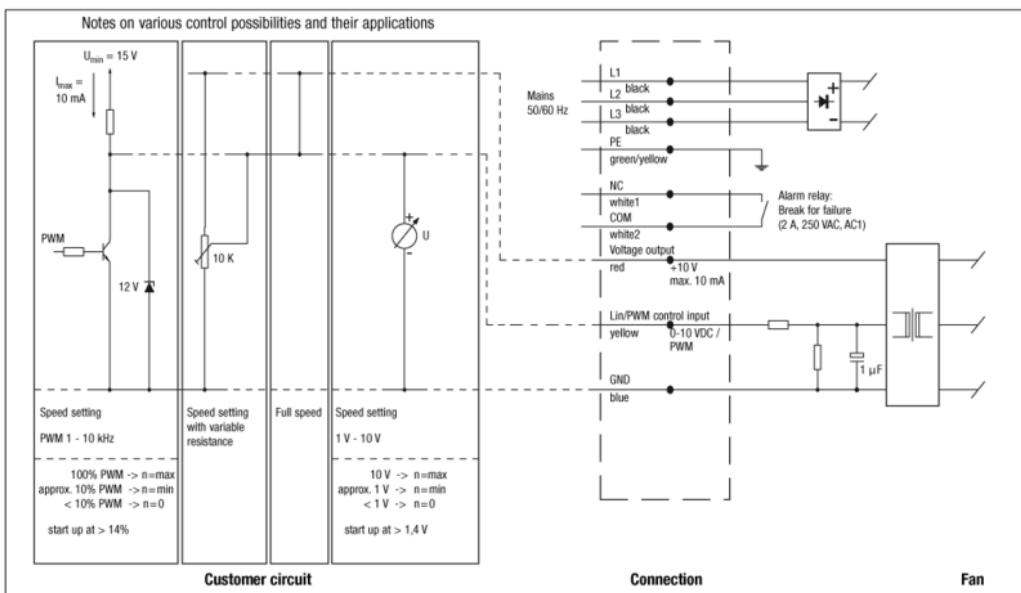 Notes on various control possibilities and their applications
Umin = 15 V
Imax =
10 mA
PWM
12 V
10 K
+
U
-
Speed setting
PWM 1 - 10 kHz
100% PWM -> n=max
approx. 10% PWM -> n=min
< 10% PWM -> n=0
start up at > 14%
Speed setting
with variable
resistance
Full speed
Speed setting
1 V - 10 V
10 V -> n=max
approx. 1 V -> n=min
< 1 V -> n=0
start up at > 1,4 V
Customer circuit
Mains
50/60 Hz
L1
black
L2
black
L3
black
+
-
PE
green/yellow
NC
white1
COM
white2
Alarm relay:
Break for failure
(2 A, 250 VAC, AC1)
Voltage output
red
+10 V
max. 10 mA
Lin/PWM control input
yellow
0-10 VDC /
PWM
1 µF
GND
blue
Connection
Fan